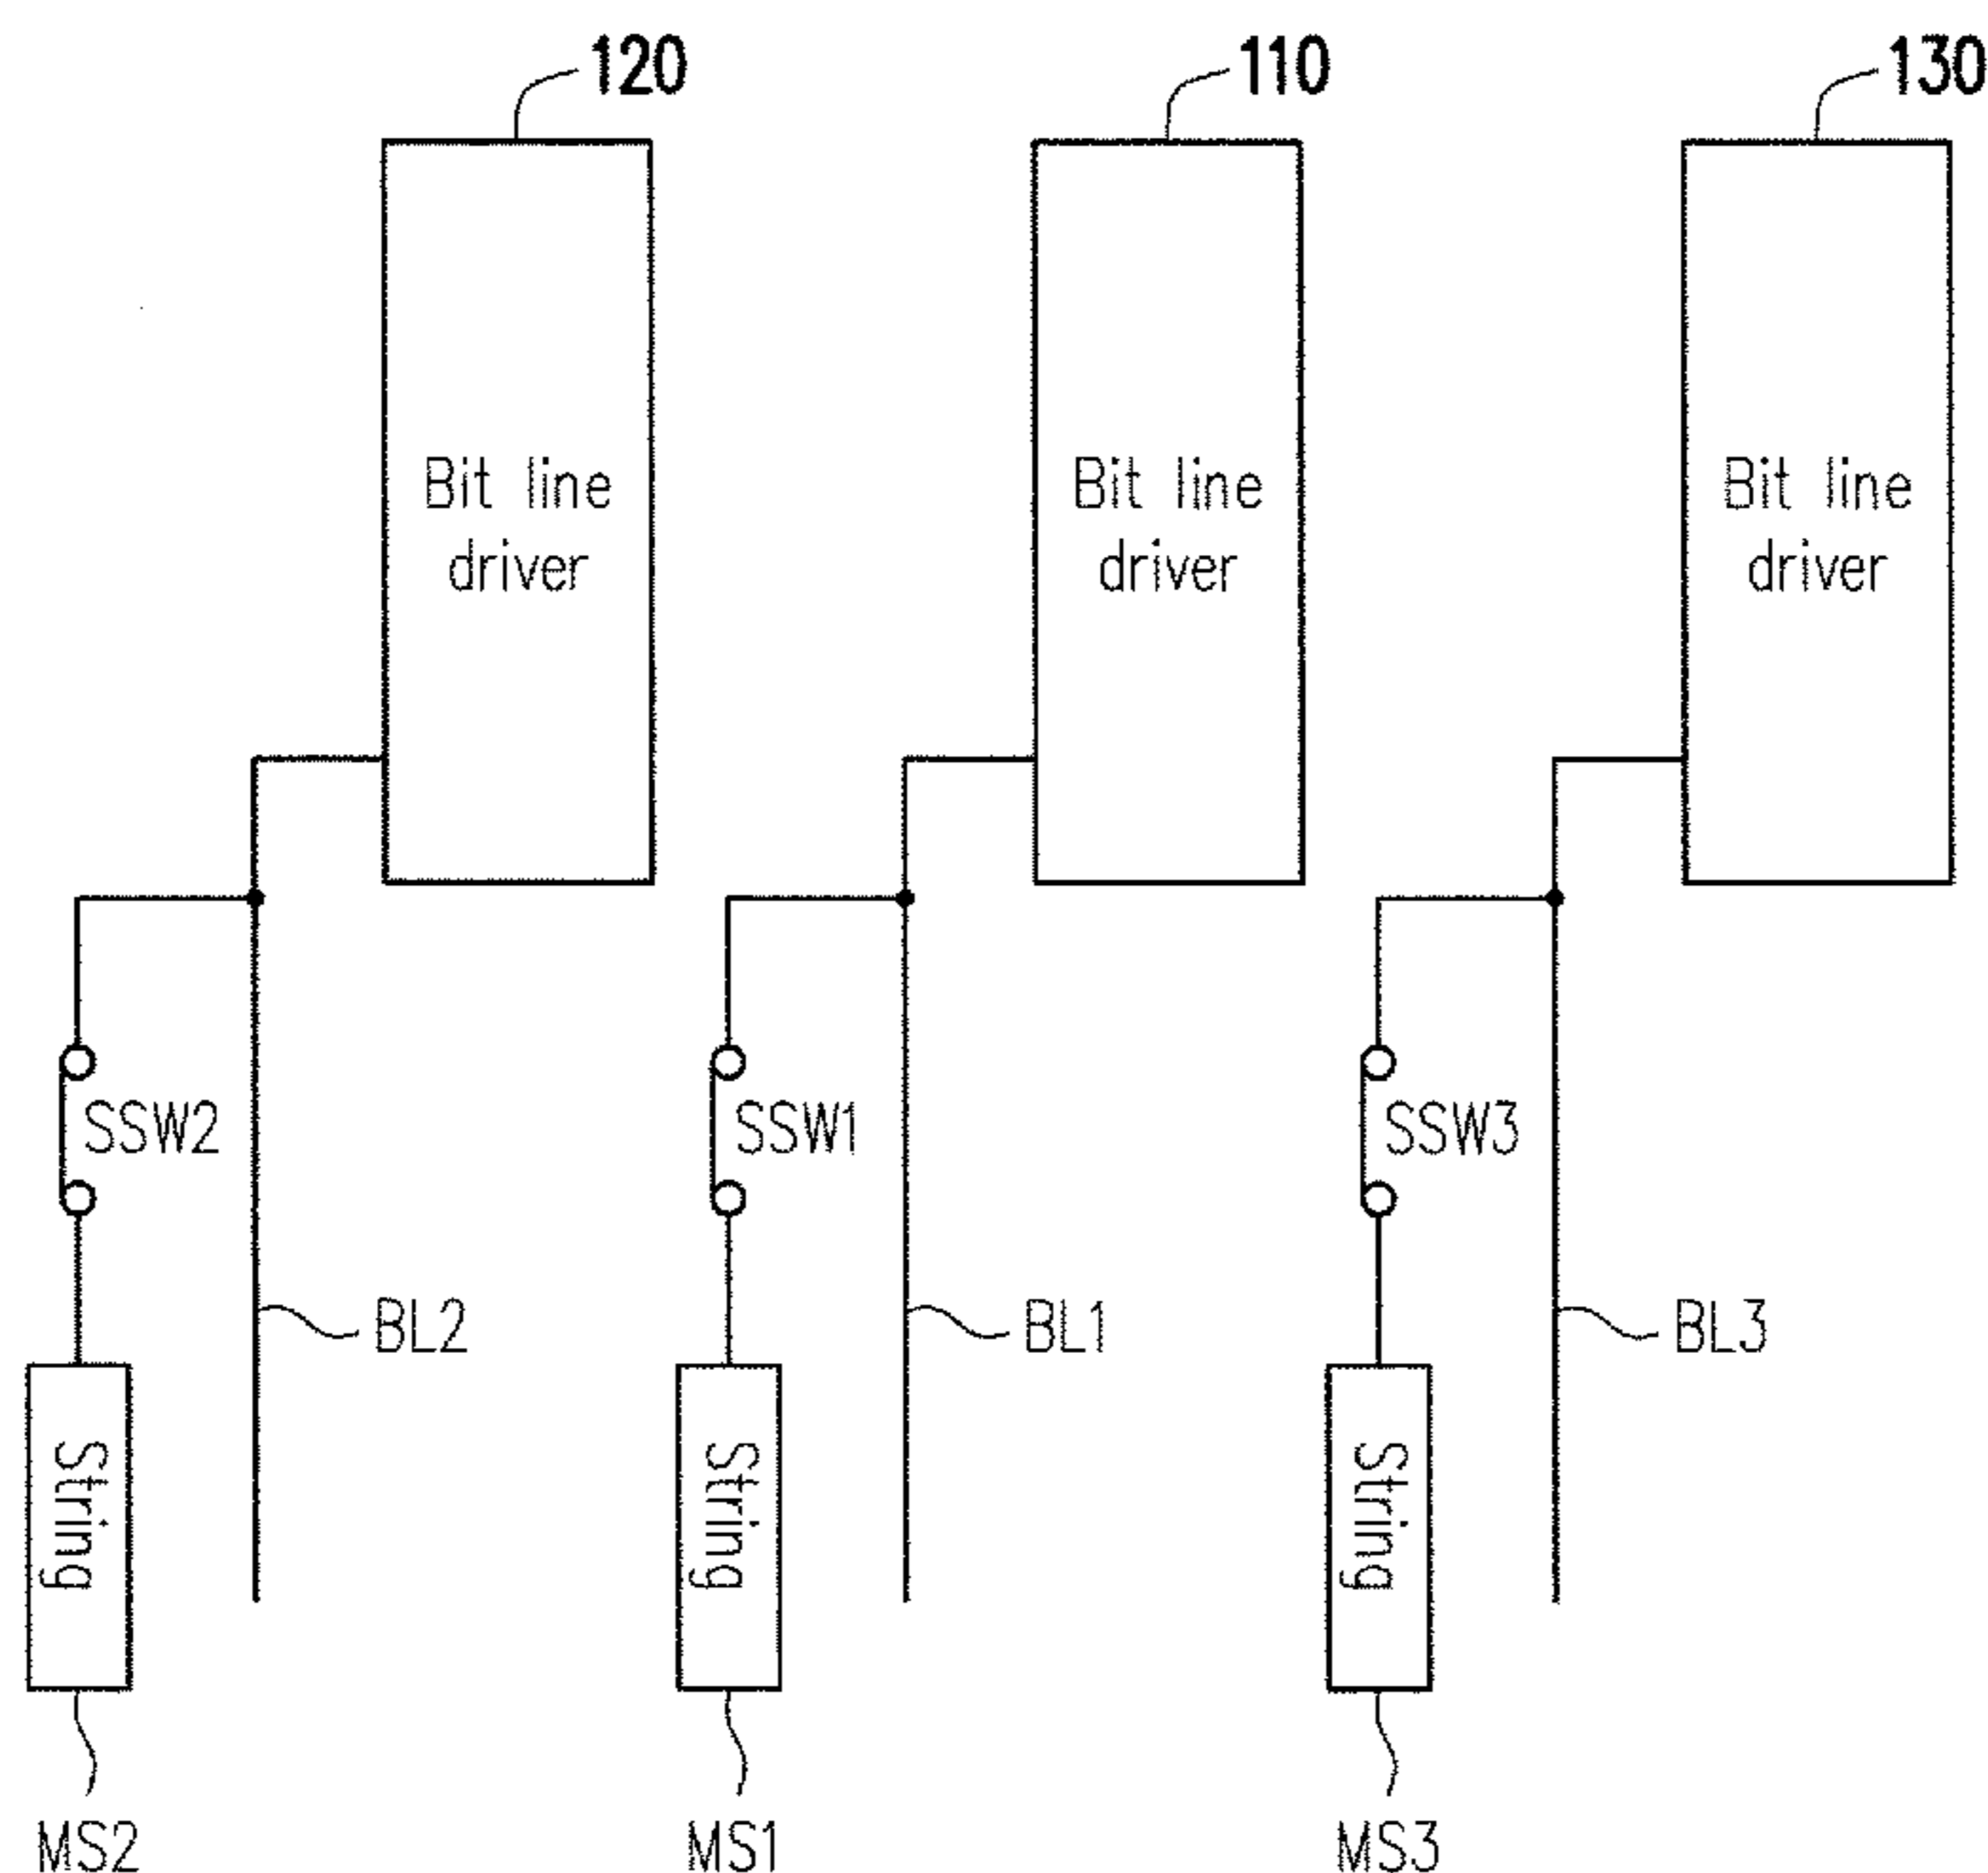 120
110
130
Bit line
driver
Bit line
driver
Bit line
driver
SSW2
SSW1
SSW3
BL2
BL1
BL3
String
String
String
MS2
MS1
MS3